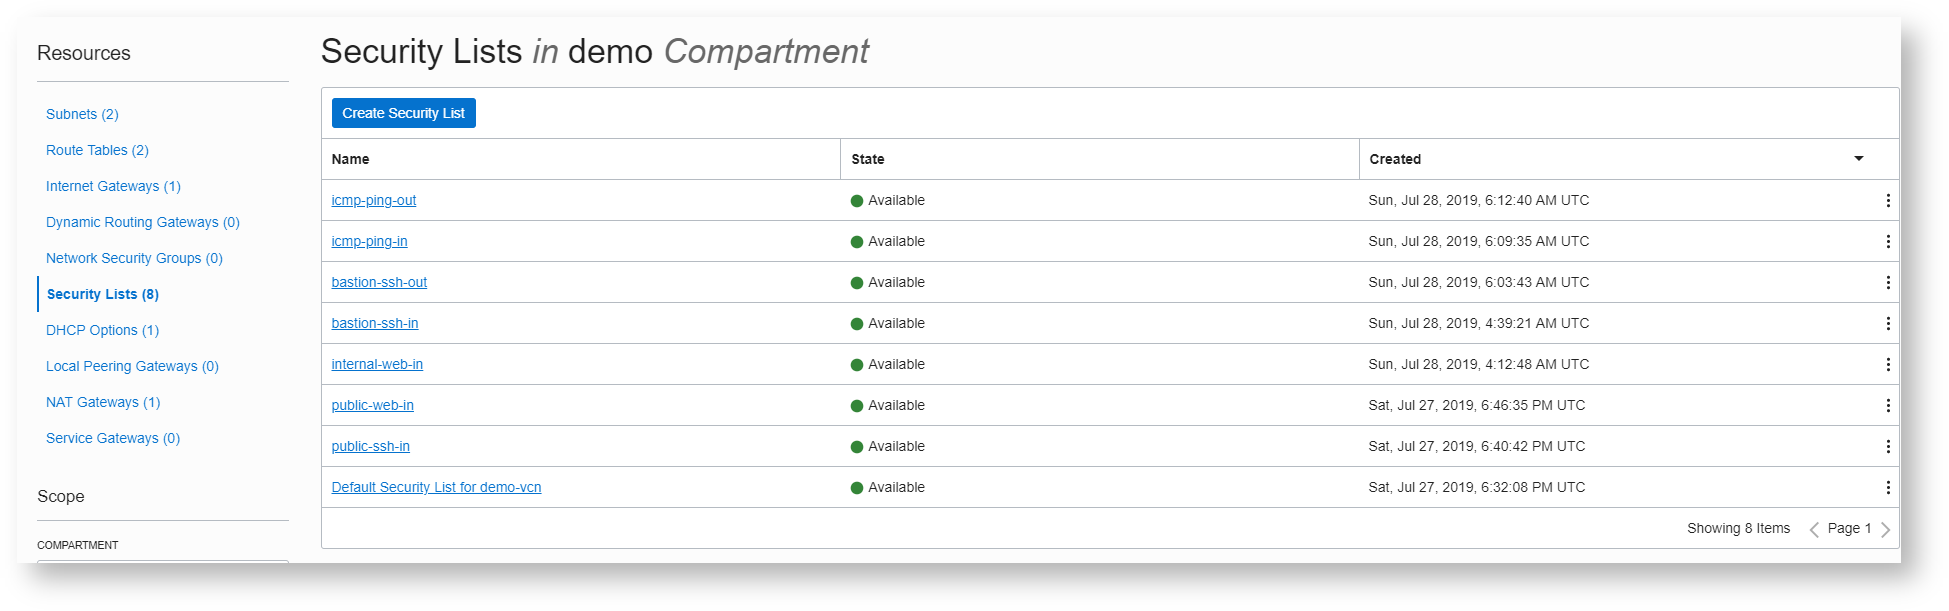 Resources
Subnets (2)
Route Tables (2)
Internet Gateways (1)
Dynamic Routing Gateways (0)
Network Security Groups (0)
Security Lists (8)
DHCP Options (1)
Local Peering Gateways (0)
NAT Gateways (1)
Service Gateways (0)
Scope
COMPARTMENT
Security Lists in demo Compartment
Create Security List
Name State Created
icmp-ping-out Available Sun, Jul 28, 2019, 6:12:40 AM UTC
icmp-ping-in Available Sun, Jul 28, 2019, 6:09:35 AM UTC
bastion-ssh-out Available Sun, Jul 28, 2019, 6:03:43 AM UTC
bastion-ssh-in Available Sun, Jul 28, 2019, 4:39:21 AM UTC
internal-web-in Available Sun, Jul 28, 2019, 4:12:48 AM UTC
public-web-in Available Sat, Jul 27, 2019, 6:46:35 PM UTC
public-ssh-in Available Sat, Jul 27, 2019, 6:40:42 PM UTC
Default Security List for demo-vcn Available Sat, Jul 27, 2019, 6:32:08 PM UTC
Showing 8 Items Page 1